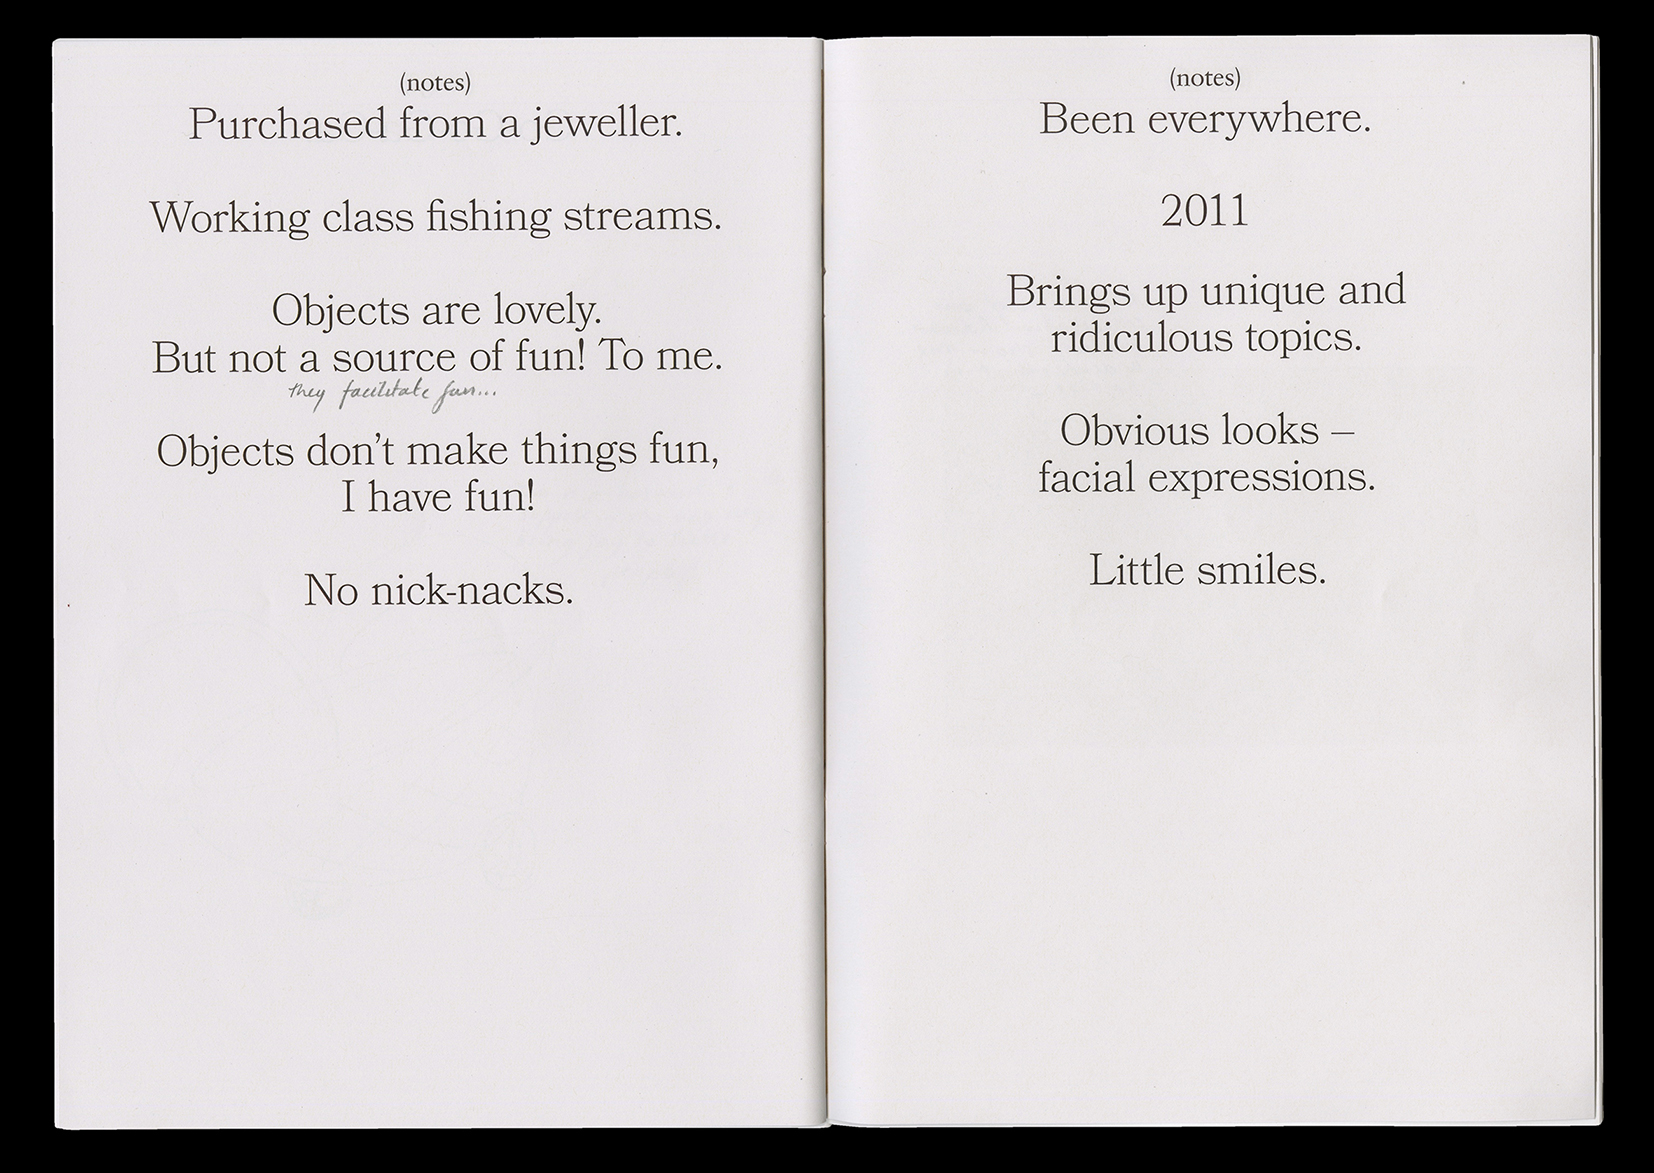 (notes)
Purchased from a jeweller.
Working class fishing streams.
Objects are lovely.
But not a source of fun! To me.
They facilitate fun...
Objects don’t make things fun,
I have fun!
No nick-nacks.
(notes)
Been everywhere.
2011
Brings up unique and
ridiculous topics.
Obvious looks –
facial expressions.
Little smiles.